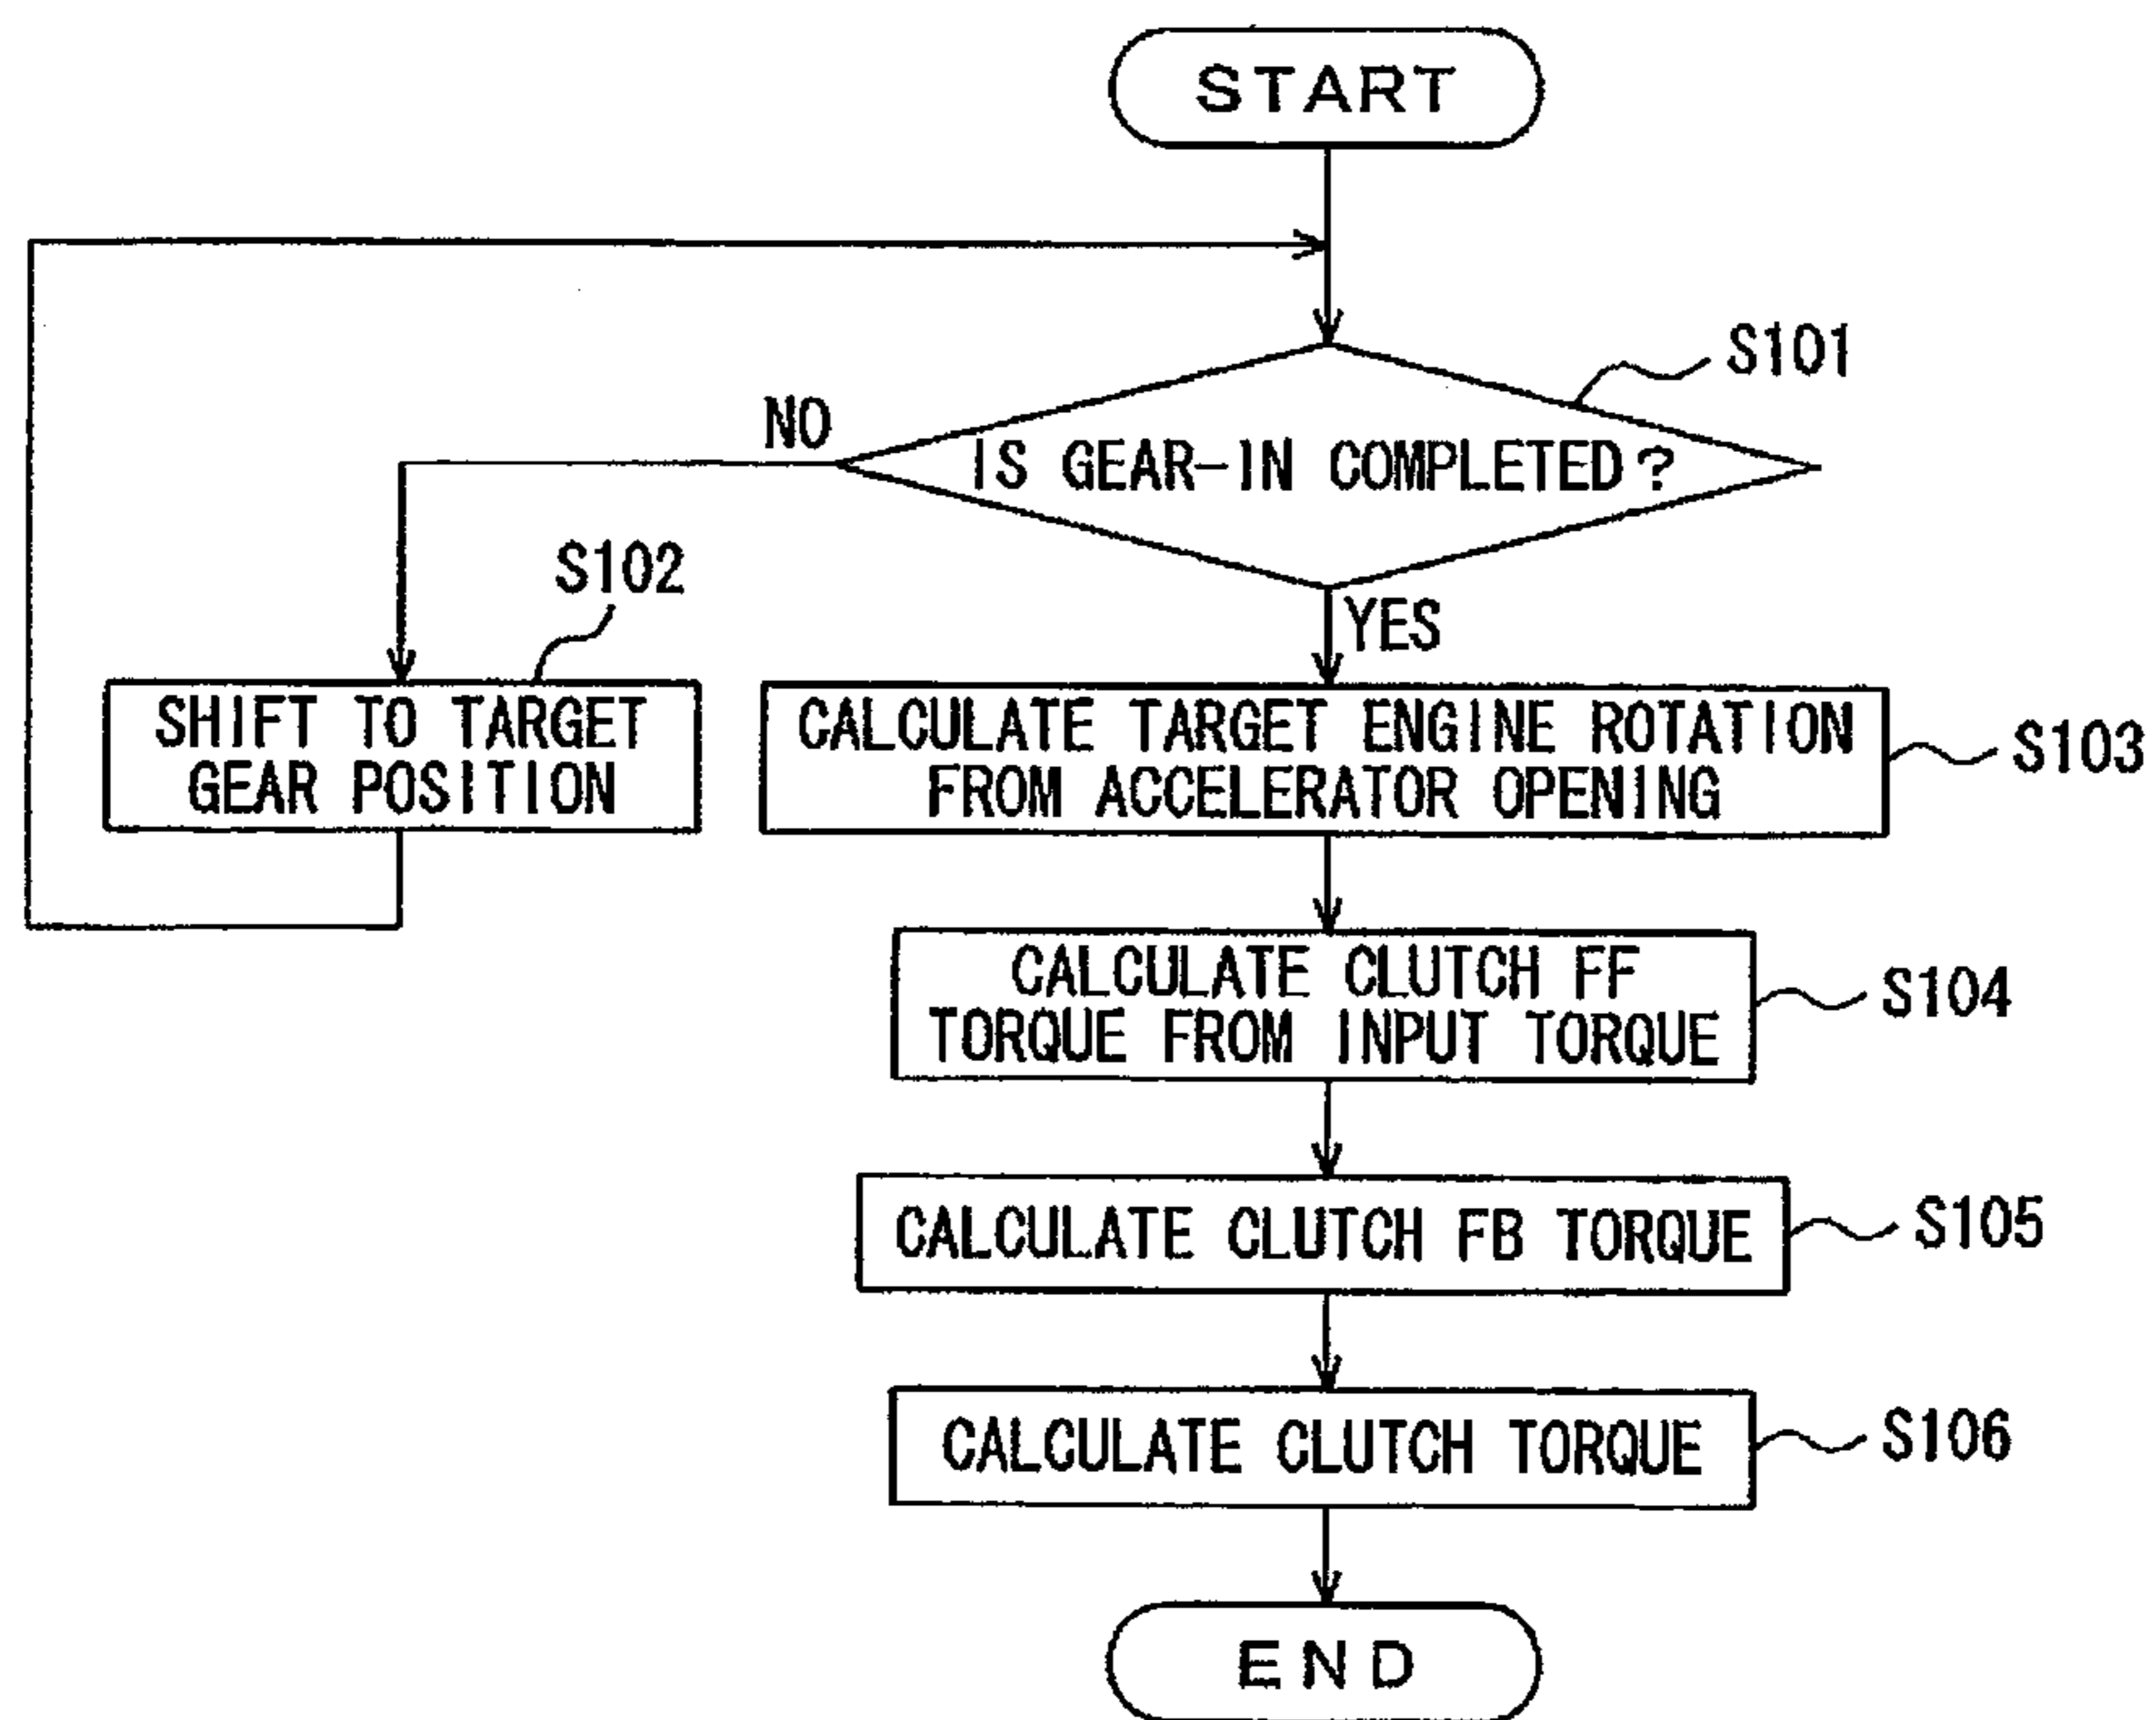 START
S101
NO
IS GEAR-IN COMPLETED?
S102
YES
SHIFT TO TARGET
GEAR POSITION
CALCULATE TARGET ENGINE ROTATION
FROM ACCELERATOR OPENING
S103
CALCULATE CLUTCH FF
TORQUE FROM INPUT TORQUE
S104
CALCULATE CLUTCH FB TORQUE
S105
CALCULATE CLUTCH TORQUE
S106
END